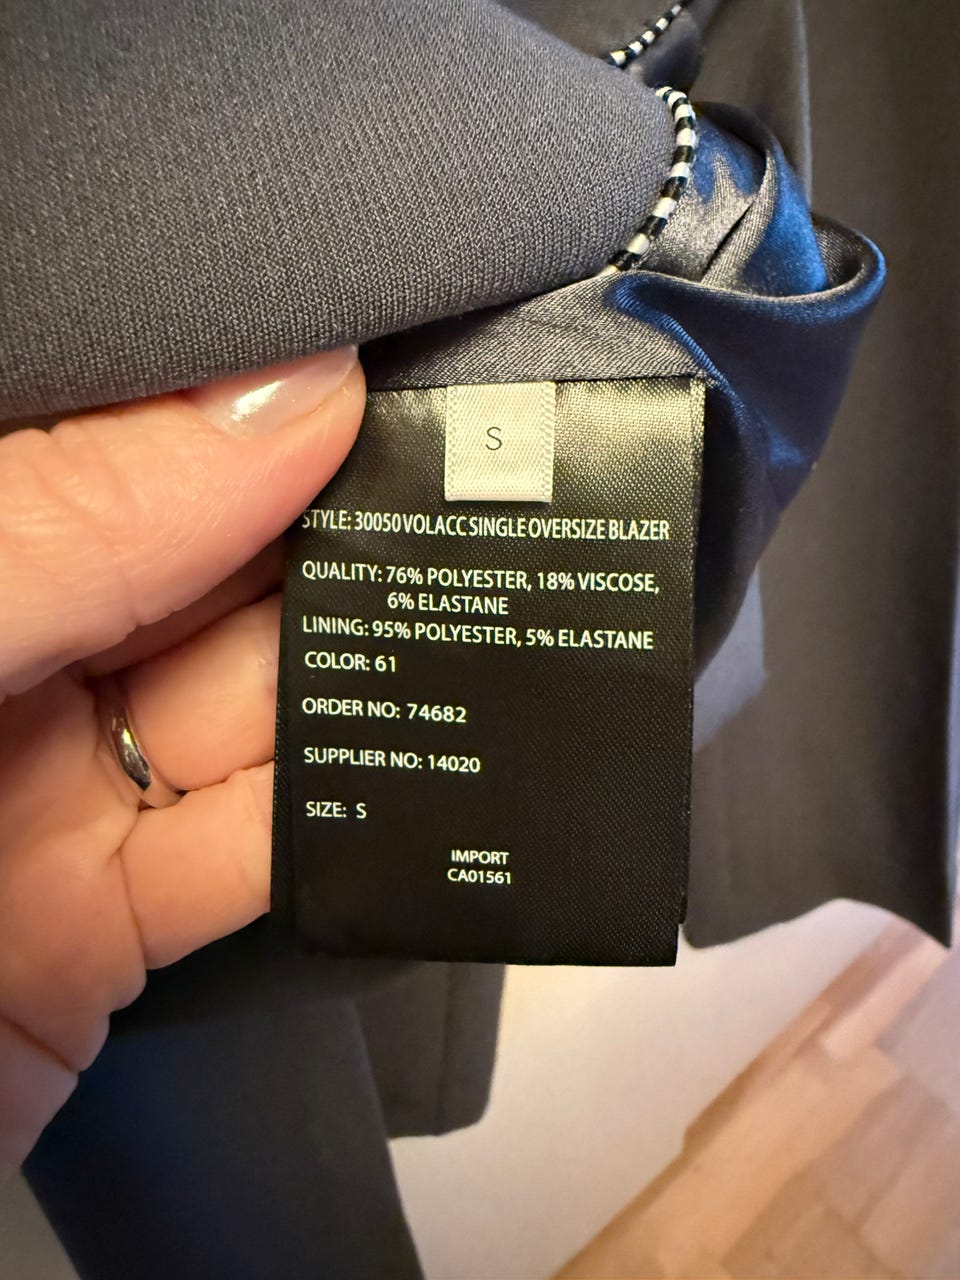 S
STYLE: 30050 VOLACC SINGLE OVERSIZE BLAZER
QUALITY: 76% POLYESTER, 18% VISCOSE,
6% ELASTANE
LINING: 95% POLYESTER, 5% ELASTANE
COLOR: 61
ORDER NO: 74682
SUPPLIER NO: 14020
SIZE: S
IMPORT
CA01561